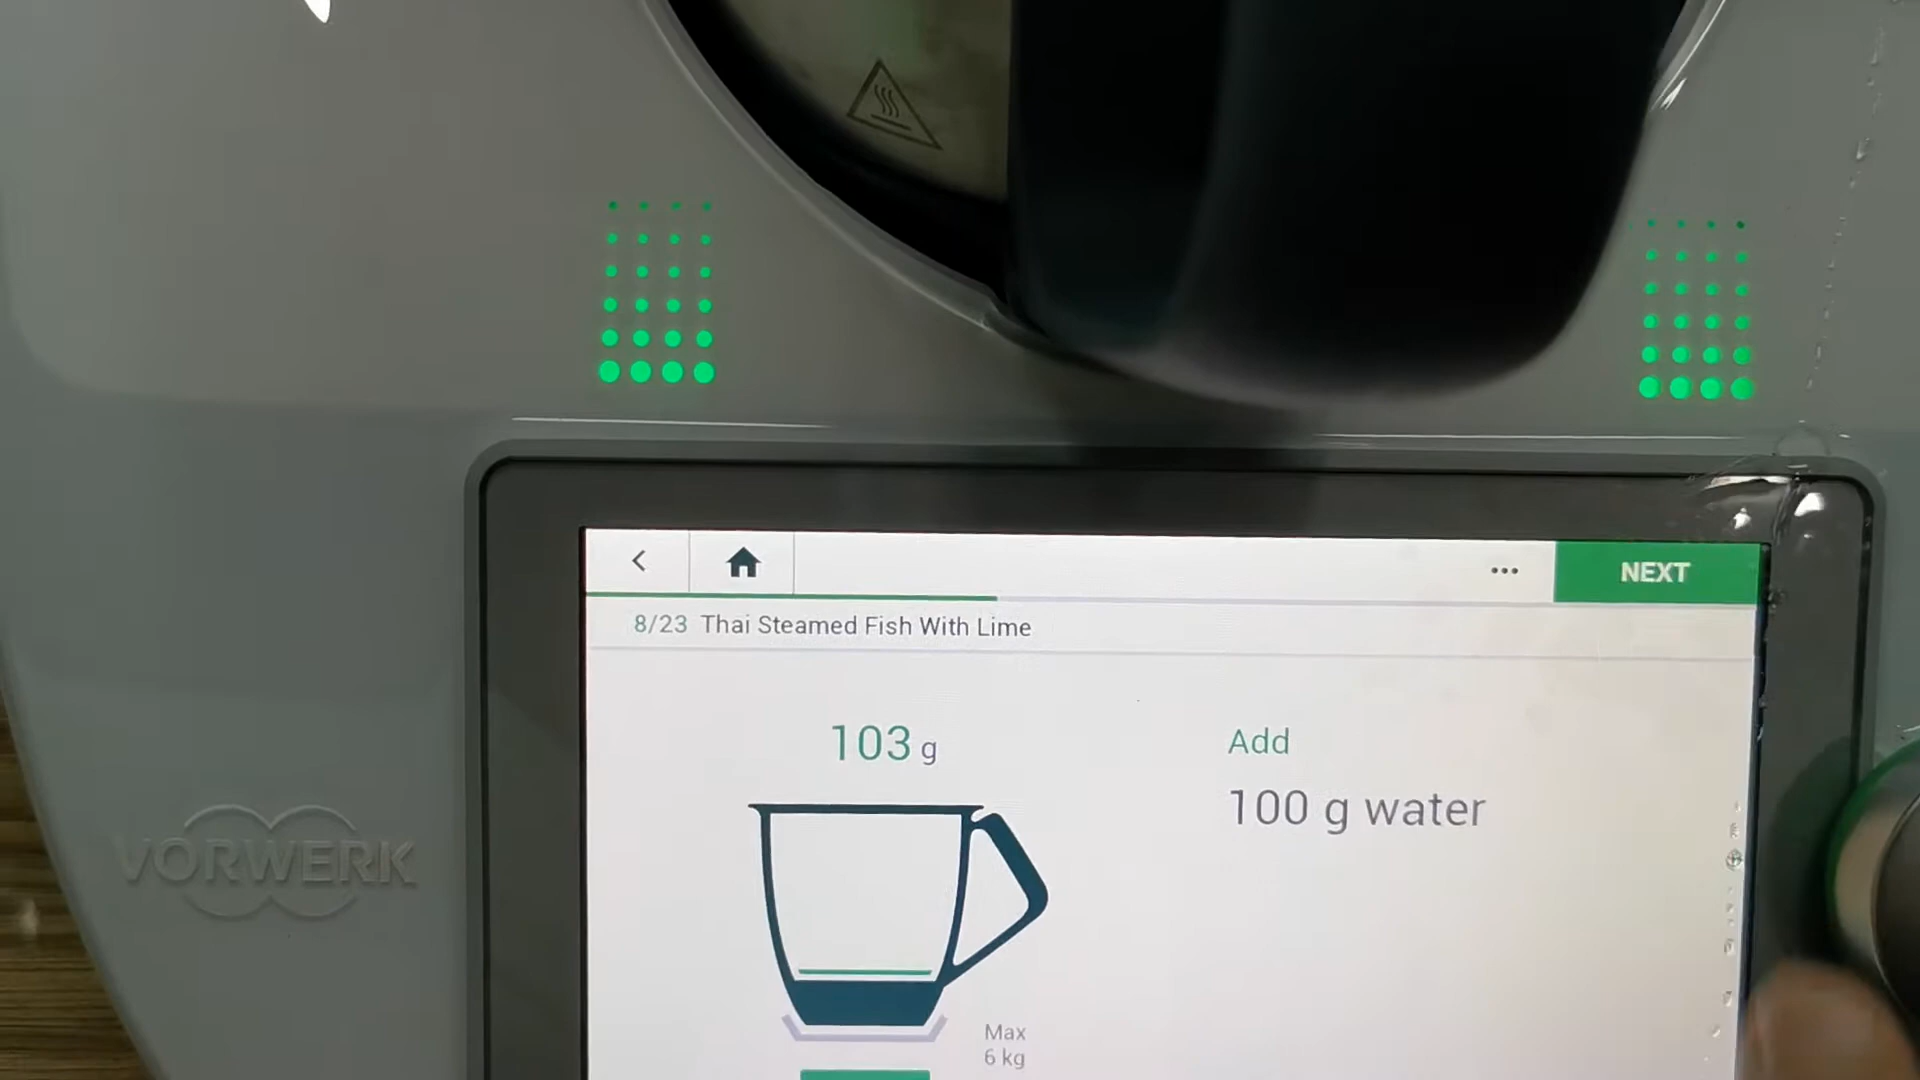 NEXT
8/23 Thai Steamed Fish With Lime
103 g
Add
100 g water
VORWERK
Max
6 kg